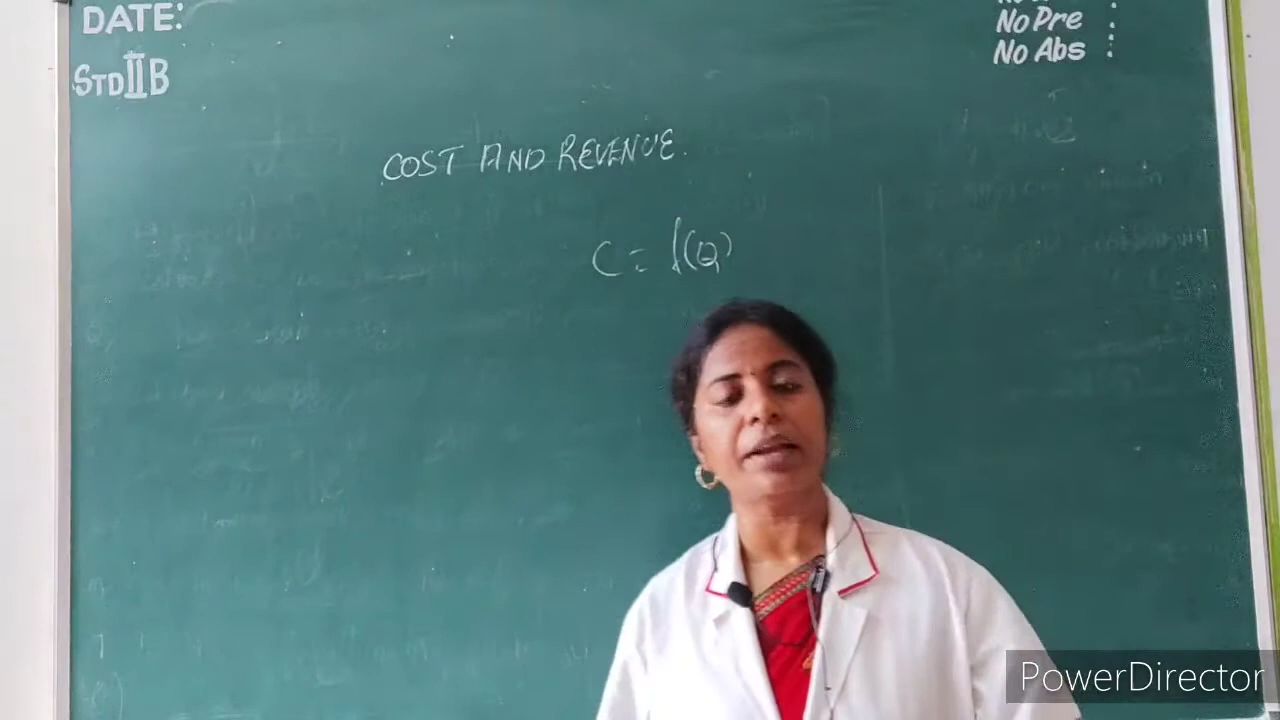 DATE:
STD II B
No Pre :
No Abs :
COST AND REVENUE.
C = f(Q)
PowerDirector